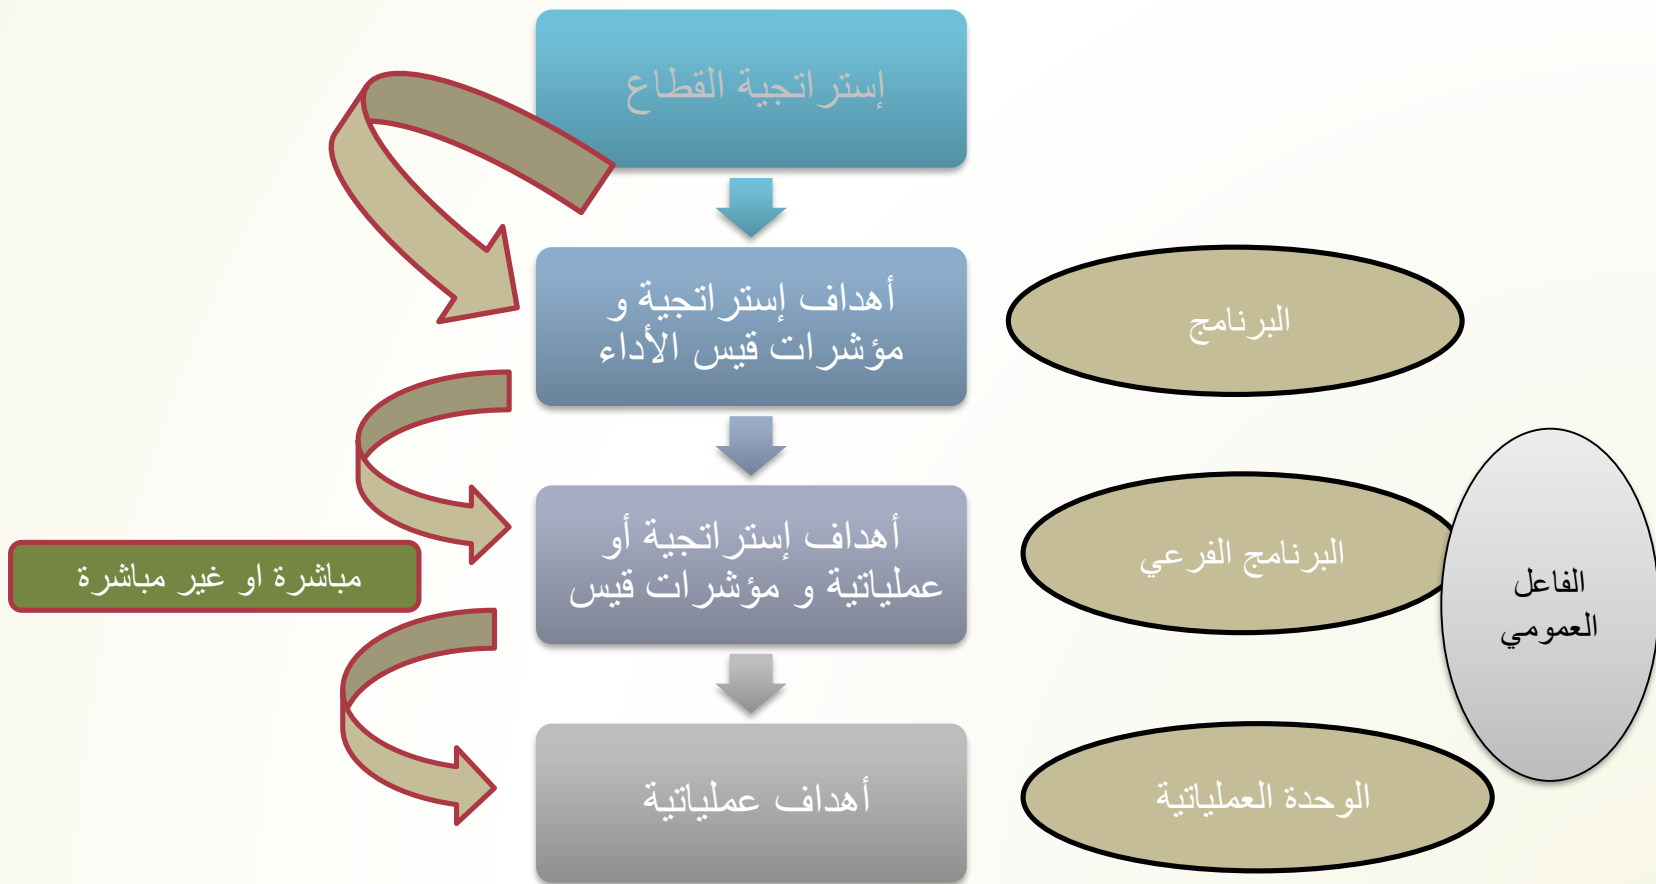 إستراتجية القطاع
أهداف إستراتجية و
مؤشرات قيس الأداء
البرنامج
أهداف إستراتجية أو
عملياتية و مؤشرات قيس
البرنامج الفرعي
الفاعل
العمومي
مباشرة او غير مباشرة
أهداف عملياتية
الوحدة العملياتية